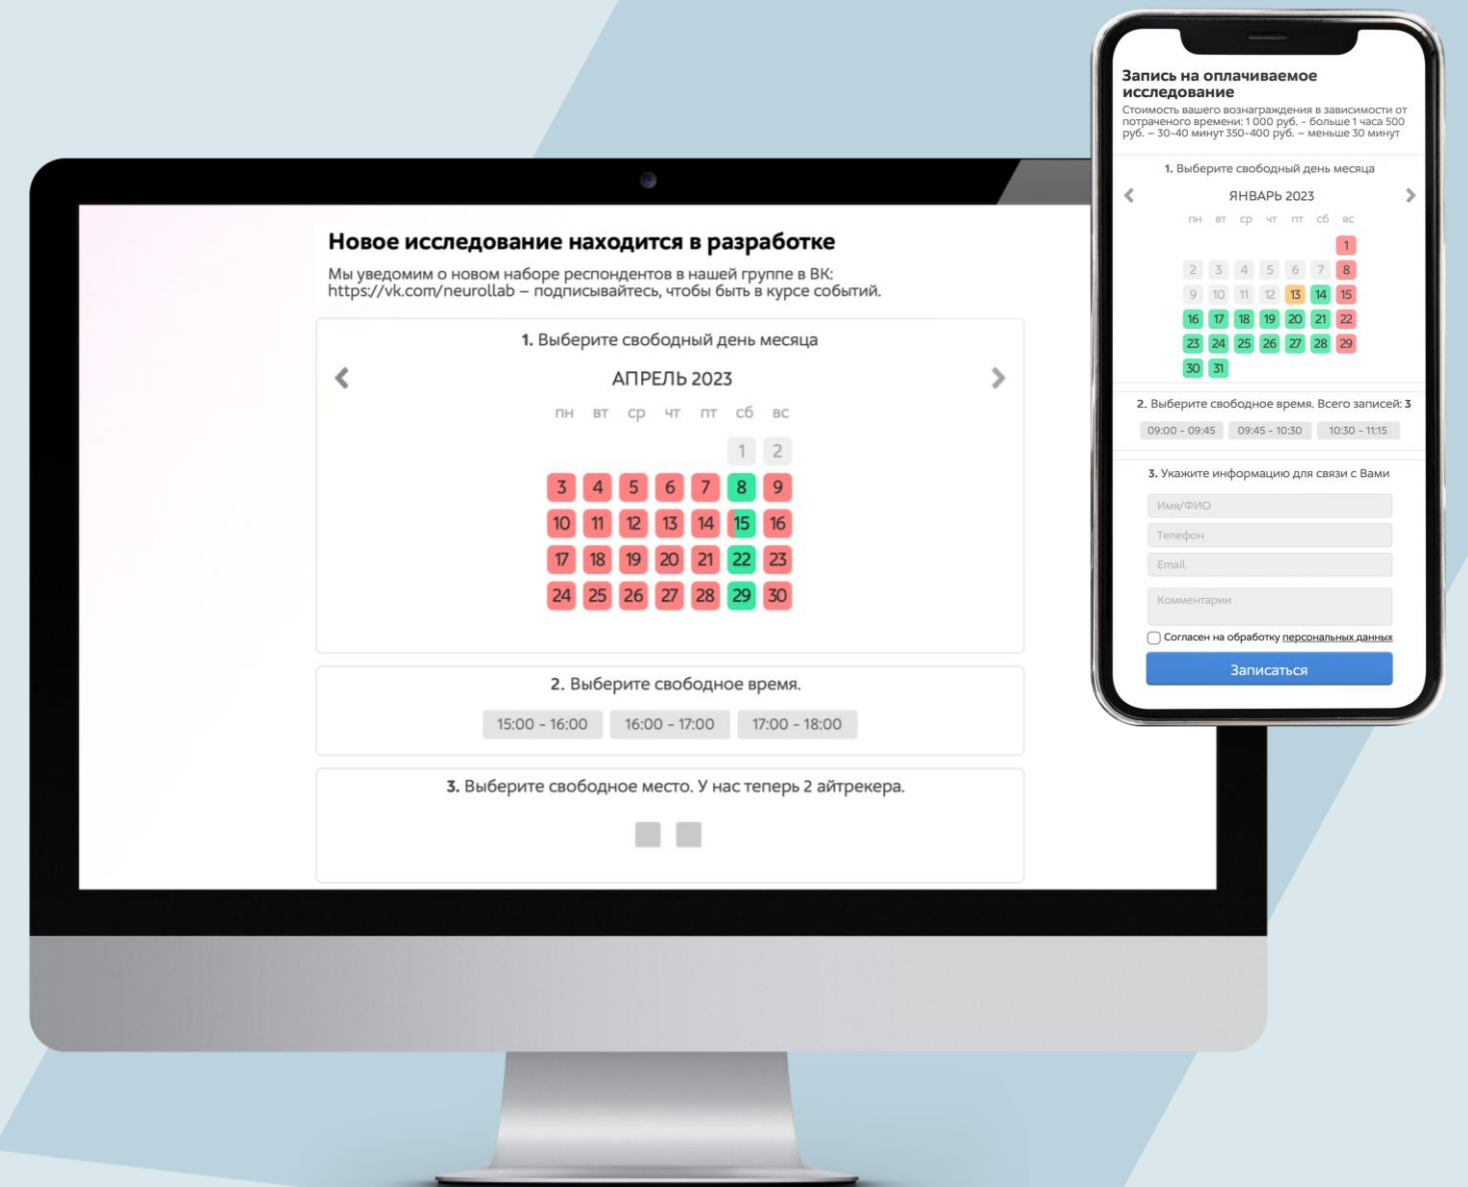 Новое исследование находится в разработке
Мы уведомим о новом наборе респондентов в нашей группе в ВК:
https://vk.com/neurollab – подписывайтесь, чтобы быть в курсе событий.
1. Выберите свободный день месяца
АПРЕЛЬ 2023
пн вт ср чт пт сб вс
1 2
3 4 5 6 7 8 9
10 11 12 13 14 15 16
17 18 19 20 21 22 23
24 25 26 27 28 29 30
2. Выберите свободное время.
15:00 - 16:00 16:00 - 17:00 17:00 - 18:00
3. Выберите свободное место. У нас теперь 2 айтрекера.
Запись на оплачиваемое
исследование
Стоимость вашего вознаграждения в зависимости от
потраченого времени: 1 000 руб. - больше 1 часа 500
руб. – 30-40 минут 350-400 руб. – меньше 30 минут
1. Выберите свободный день месяца
ЯНВАРЬ 2023
пн вт ср чт пт сб вс
1
2 3 4 5 6 7 8
9 10 11 12 13 14 15
16 17 18 19 20 21 22
23 24 25 26 27 28 29
30 31
2. Выберите свободное время. Всего записей: 3
09:00 - 09:45 09:45 - 10:30 10:30 - 11:15
3. Укажите информацию для связи с Вами
Имя/ФИО
Телефон
Email
Комментарии
Согласен на обработку персональных данных
Записаться